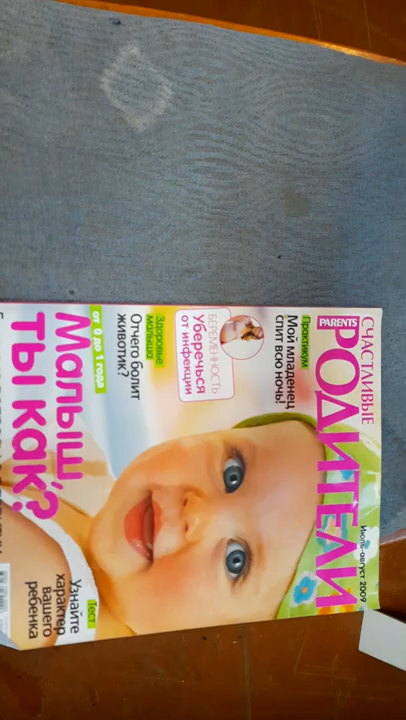 СЧАСТЛИВЫЕ
PARENTS
РОДИТЕЛИ
Июль-август 2009
Практикум
Мой младенец
спит всю ночь!
БЕРЕМЕННОСТЬ
Уберечься
от инфекции
Здоровье
малыша
Отчего болит
животик?
от 0 до 1 года
Малыш,
ты как?
Тест
Узнайте
характер
вашего
ребенка